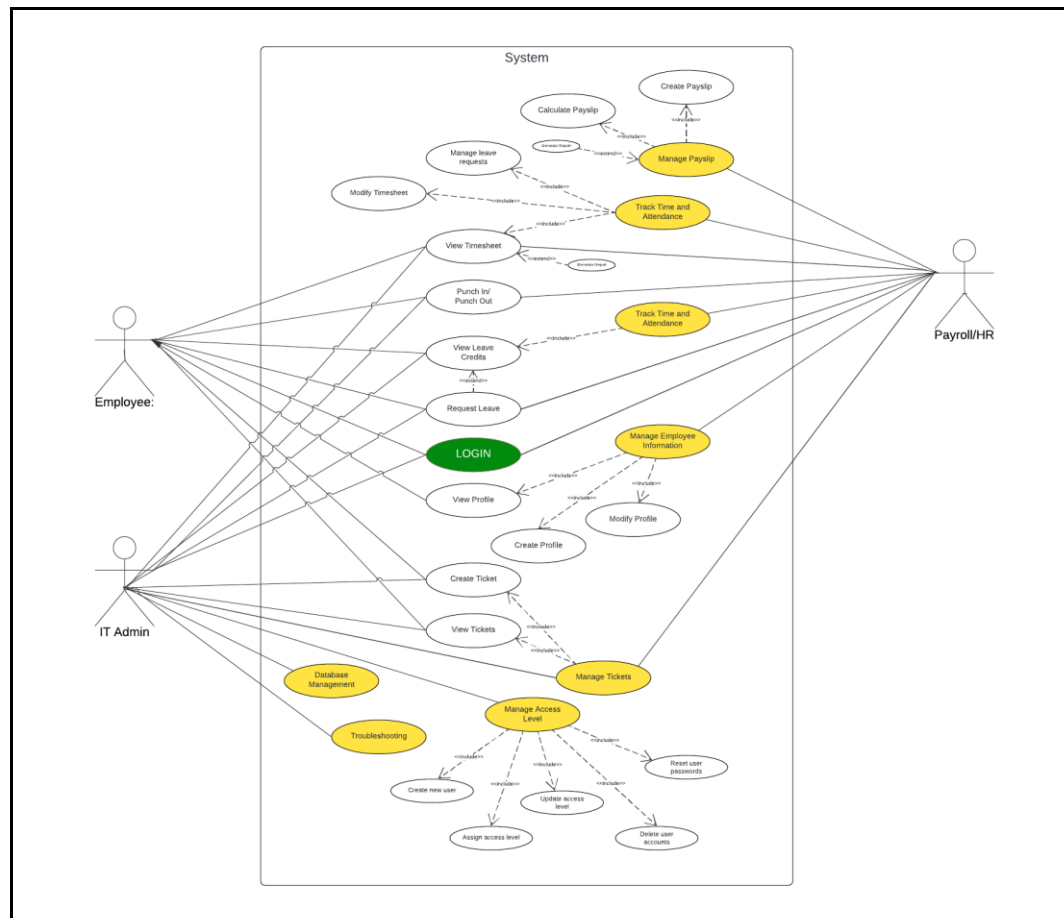 System
Create Payslip
Calculate Payslip
<<include>>
<<include>>
Generate Report
<<extend>>
Manage Payslip
Manage leave
requests
<<include>>
Modify Timesheet
<<include>>
Track Time and
Attendance
<<include>>
View Timesheet
<<extend>>
Generate Report
Punch In/
Punch Out
Track Time and
Attendance
<<include>>
View Leave
Credits
<<extend>>
Request Leave
Employee:
Payroll/HR
LOGIN
Manage Employee
Information
<<include>>
<<include>>
<<include>>
View Profile
Modify Profile
Create Profile
Create Ticket
View Tickets
<<include>>
<<include>>
IT Admin
Manage Tickets
Database
Management
Manage Access
Level
Troubleshooting
<<include>>
<<include>>
<<include>>
<<include>>
<<include>>
Reset user
passwords
Create new user
Update access
level
Assign access level
Delete user
accounts